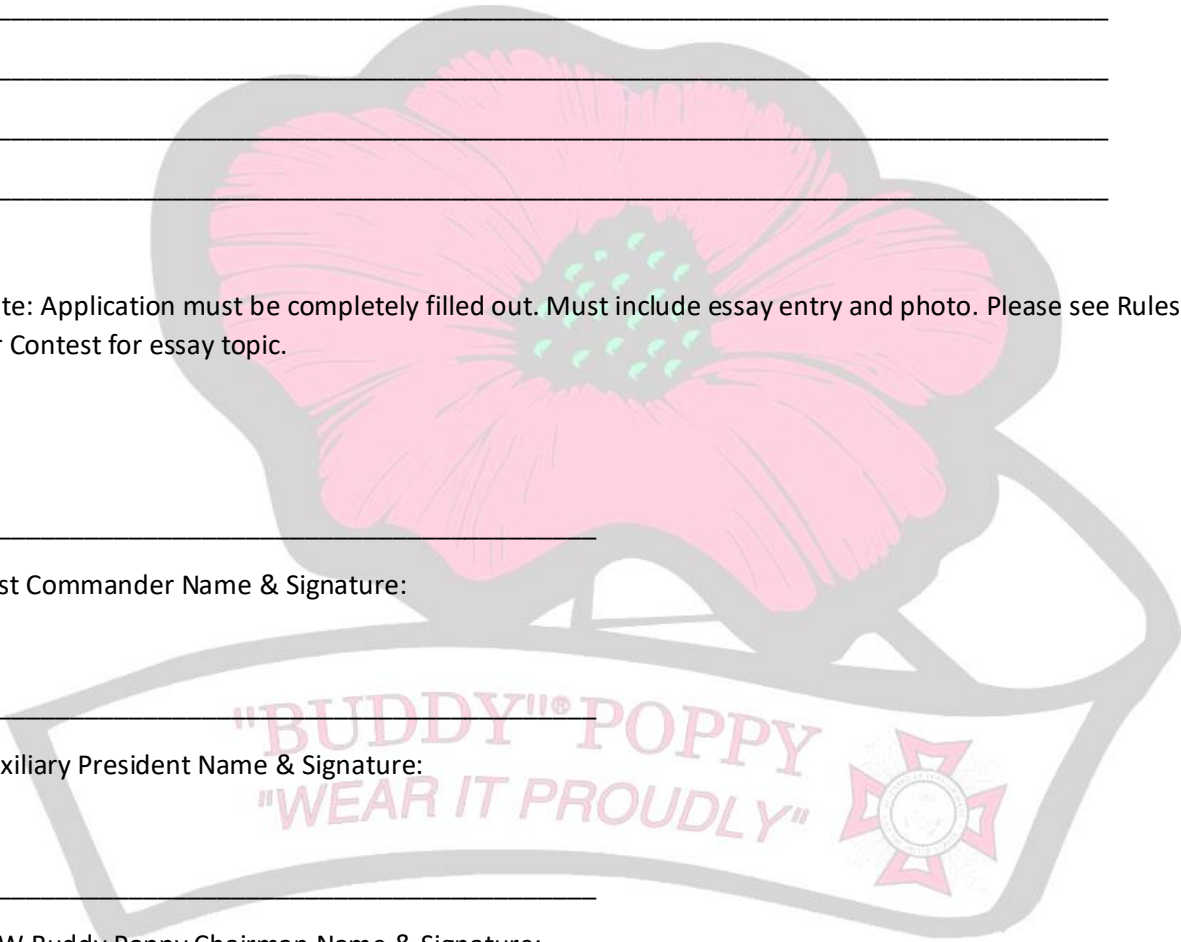 te: Application must be completely filled out. Must include essay entry and photo. Please see Rules
r Contest for essay topic.
st Commander Name & Signature:
"BUDDY"® POPPY
xiliary President Name & Signature:
"WEAR IT PROUDLY"
W Buddy Poppy Chairman Name & Signature: